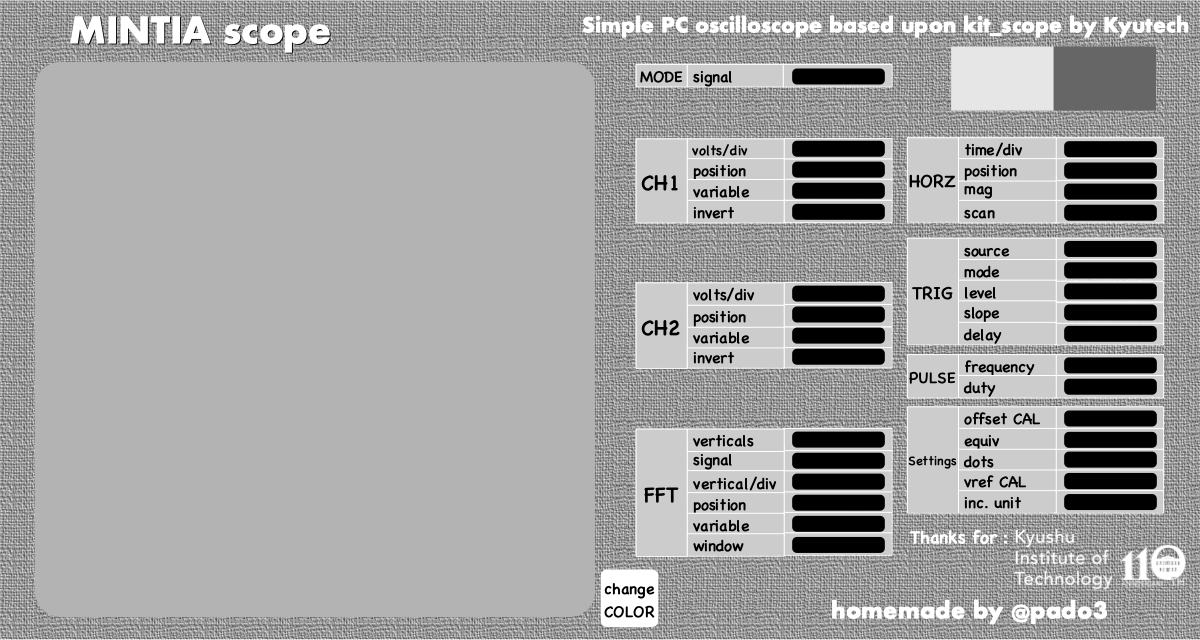 MINTIA scope
Simple PC oscilloscope based upon kit_scope by Kyutech
MODE signal
CH1
volts/div
position
variable
invert
CH2
volts/div
position
variable
invert
FFT
verticals
signal
vertical/div
position
variable
window
HORZ
time/div
position
mag
scan
TRIG
source
mode
level
slope
delay
PULSE
frequency
duty
Settings
offset CAL
equiv
dots
vref CAL
inc. unit
change
COLOR
Thanks for : Kyushu
Institute of
Technology
110
homemade by @pado3